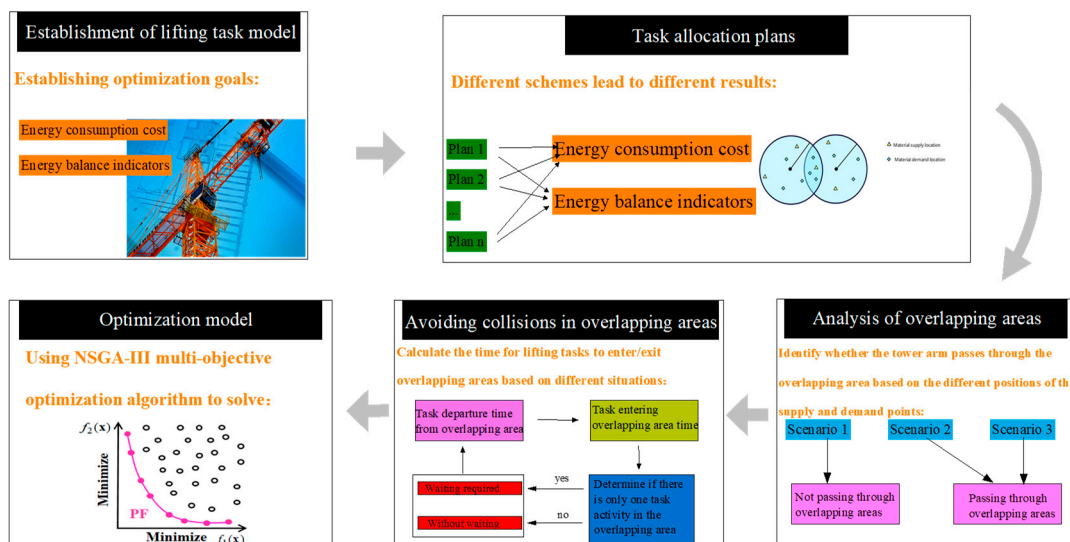 Establishment of lifting task model
Establishing optimization goals:
Energy consumption cost
Energy balance indicators
Task allocation plans
Different schemes lead to different results:
Plan 1
Plan 2
...
Plan n
Energy consumption cost
Energy balance indicators
Material supply location
Material demand location
Analysis of overlapping areas
Identify whether the tower arm passes through the
overlapping area based on the different positions of th
supply and demand points:
Scenario 1
Scenario 2
Scenario 3
Not passing through
overlapping areas
Passing through
overlapping areas
Avoiding collisions in overlapping areas
Calculate the time for lifting tasks to enter/exit
overlapping areas based on different situations:
Task departure time
from overlapping area
Task entering
overlapping area time
Waiting required
yes
Without waiting
no
Determine if there
is only one task
activity in the
overlapping area
Optimization model
Using NSGA-III multi-objective
optimization algorithm to solve:
f₂(x)
Minimize
PF
Minimize f₁(x)